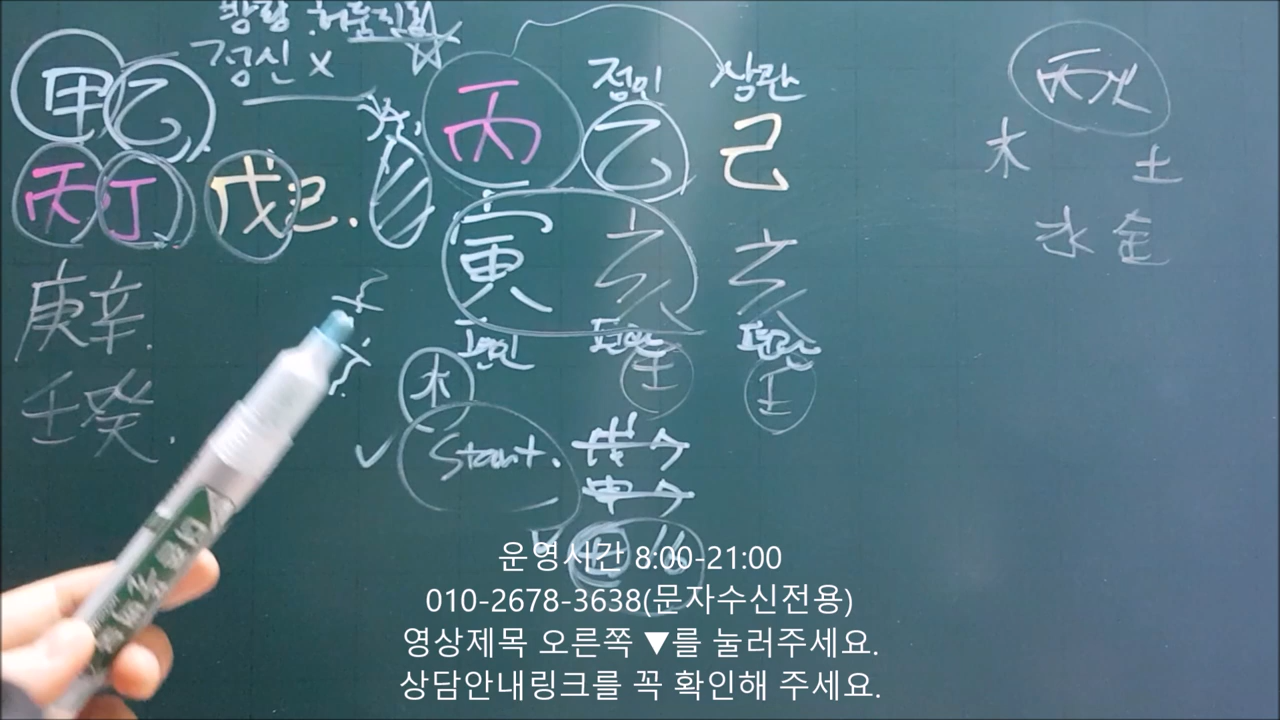 방황 허둥지둥
정신 X
甲乙
丙丁 戊己.
庚辛.
壬癸.
정인 상관
丙 乙 己
寅 亥 亥
편인 편관 편관
木 壬 壬
Start.
丙火
木 土
水 金
운영시간 8:00-21:00
010-2678-3638(문자수신전용)
영상제목 오른쪽 ▼를 눌러주세요.
상담안내링크를 꼭 확인해 주세요.